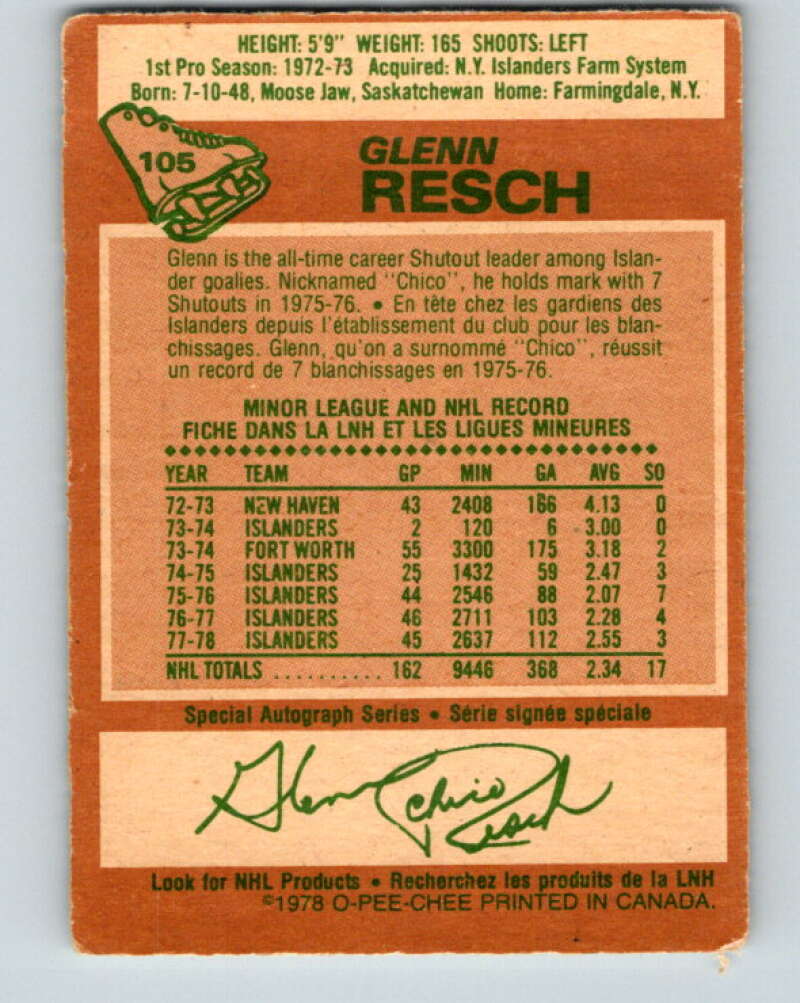 HEIGHT: 5'9" WEIGHT: 165 SHOOTS: LEFT
1st Pro Season: 1972-73 Acquired: N.Y. Islanders Farm System
Born: 7-10-48, Moose Jaw, Saskatchewan Home: Farmingdale, N.Y.
105
GLENN
RESCH
Glenn is the all-time career Shutout leader among Islan-
der goalies. Nicknamed "Chico", he holds mark with 7
Shutouts in 1975-76. • En tête chez les gardiens des
Islanders depuis l'établissement du club pour les blan-
chissages. Glenn, qu'on a surnommé "Chico", réussit
un record de 7 blanchissages en 1975-76.
MINOR LEAGUE AND NHL RECORD
FICHE DANS LA LNH ET LES LIGUES MINEURES
YEAR TEAM GP MIN GA AVG SO
72-73 NEW HAVEN 43 2408 166 4.13 0
73-74 ISLANDERS 2 120 6 3.00 0
73-74 FORT WORTH 55 3300 175 3.18 2
74-75 ISLANDERS 25 1432 59 2.47 3
75-76 ISLANDERS 44 2546 88 2.07 7
76-77 ISLANDERS 46 2711 103 2.28 4
77-78 ISLANDERS 45 2637 112 2.55 3
NHL TOTALS .......... 162 9446 368 2.34 17
Special Autograph Series • Série signée spéciale
Glenn Chico Resch
Look for NHL Products • Recherchez les produits de la LNH
©1978 O-PEE-CHEE PRINTED IN CANADA.